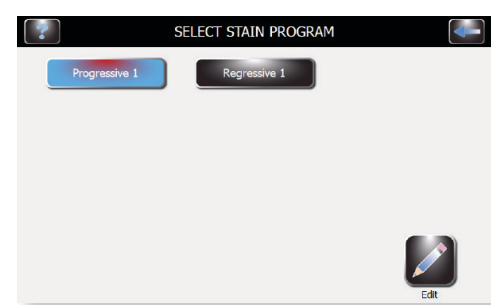 ?
SELECT STAIN PROGRAM
Progressive 1
Regressive 1
Edit